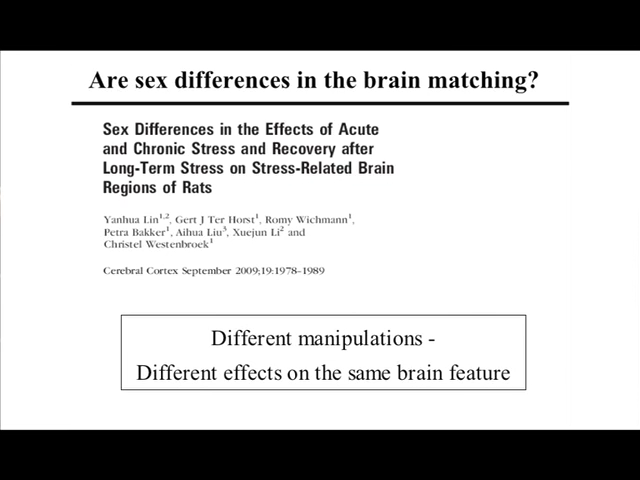 Are sex differences in the brain matching?
Sex Differences in the Effects of Acute
and Chronic Stress and Recovery after
Long-Term Stress on Stress-Related Brain
Regions of Rats
Yanhua Lin1,2, Gert J Ter Horst1, Romy Wichmann1,
Petra Bakker1, Aihua Liu3, Xuejun Li2 and
Christel Westenbroek1
Cerebral Cortex September 2009;19:1978–1989
Different manipulations -
Different effects on the same brain feature